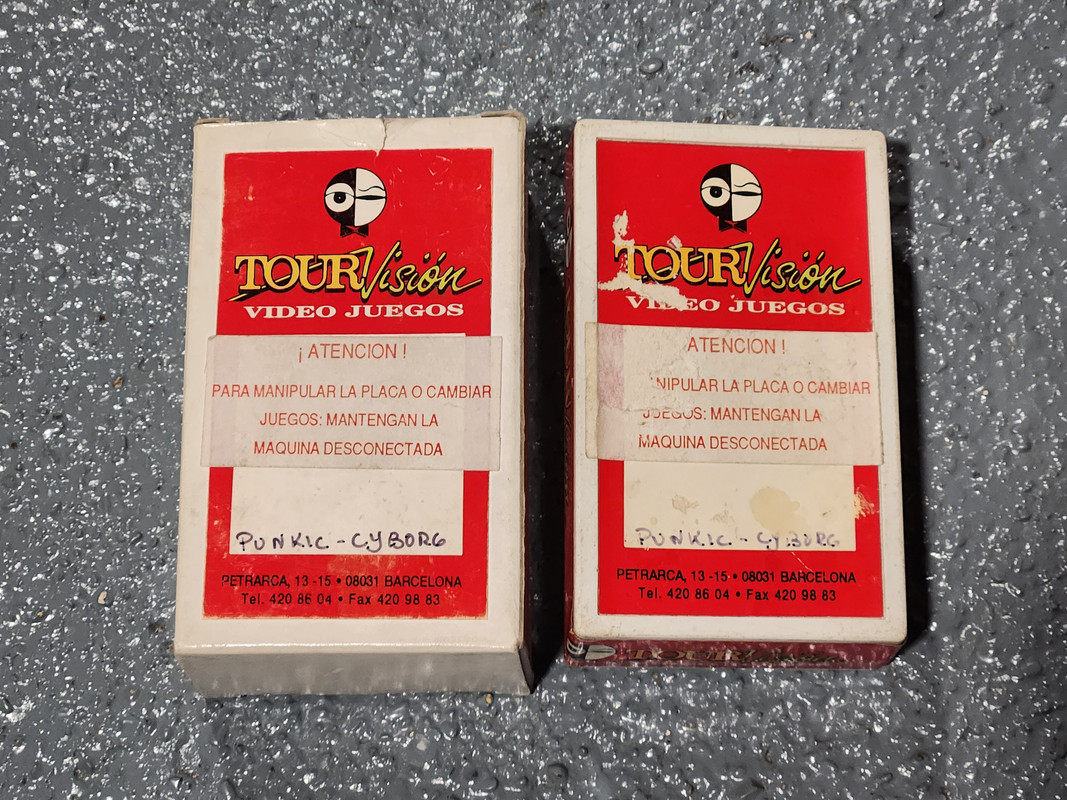 TOURVisión
VIDEO JUEGOS
¡ ATENCION !
PARA MANIPULAR LA PLACA O CAMBIAR
JUEGOS: MANTENGAN LA
MAQUINA DESCONECTADA
PUNKIC - CYBORG
PETRARCA, 13 -15 • 08031 BARCELONA
Tel. 420 86 04 • Fax 420 98 83
TOURVisión
VIDEO JUEGOS
ATENCION !
NIPULAR LA PLACA O CAMBIAR
JUEGOS: MANTENGAN LA
MAQUINA DESCONECTADA
PUNKIC - CYBORG
PETRARCA, 13 -15 • 08031 BARCELONA
Tel. 420 86 04 • Fax 420 98 83
TOURVisión